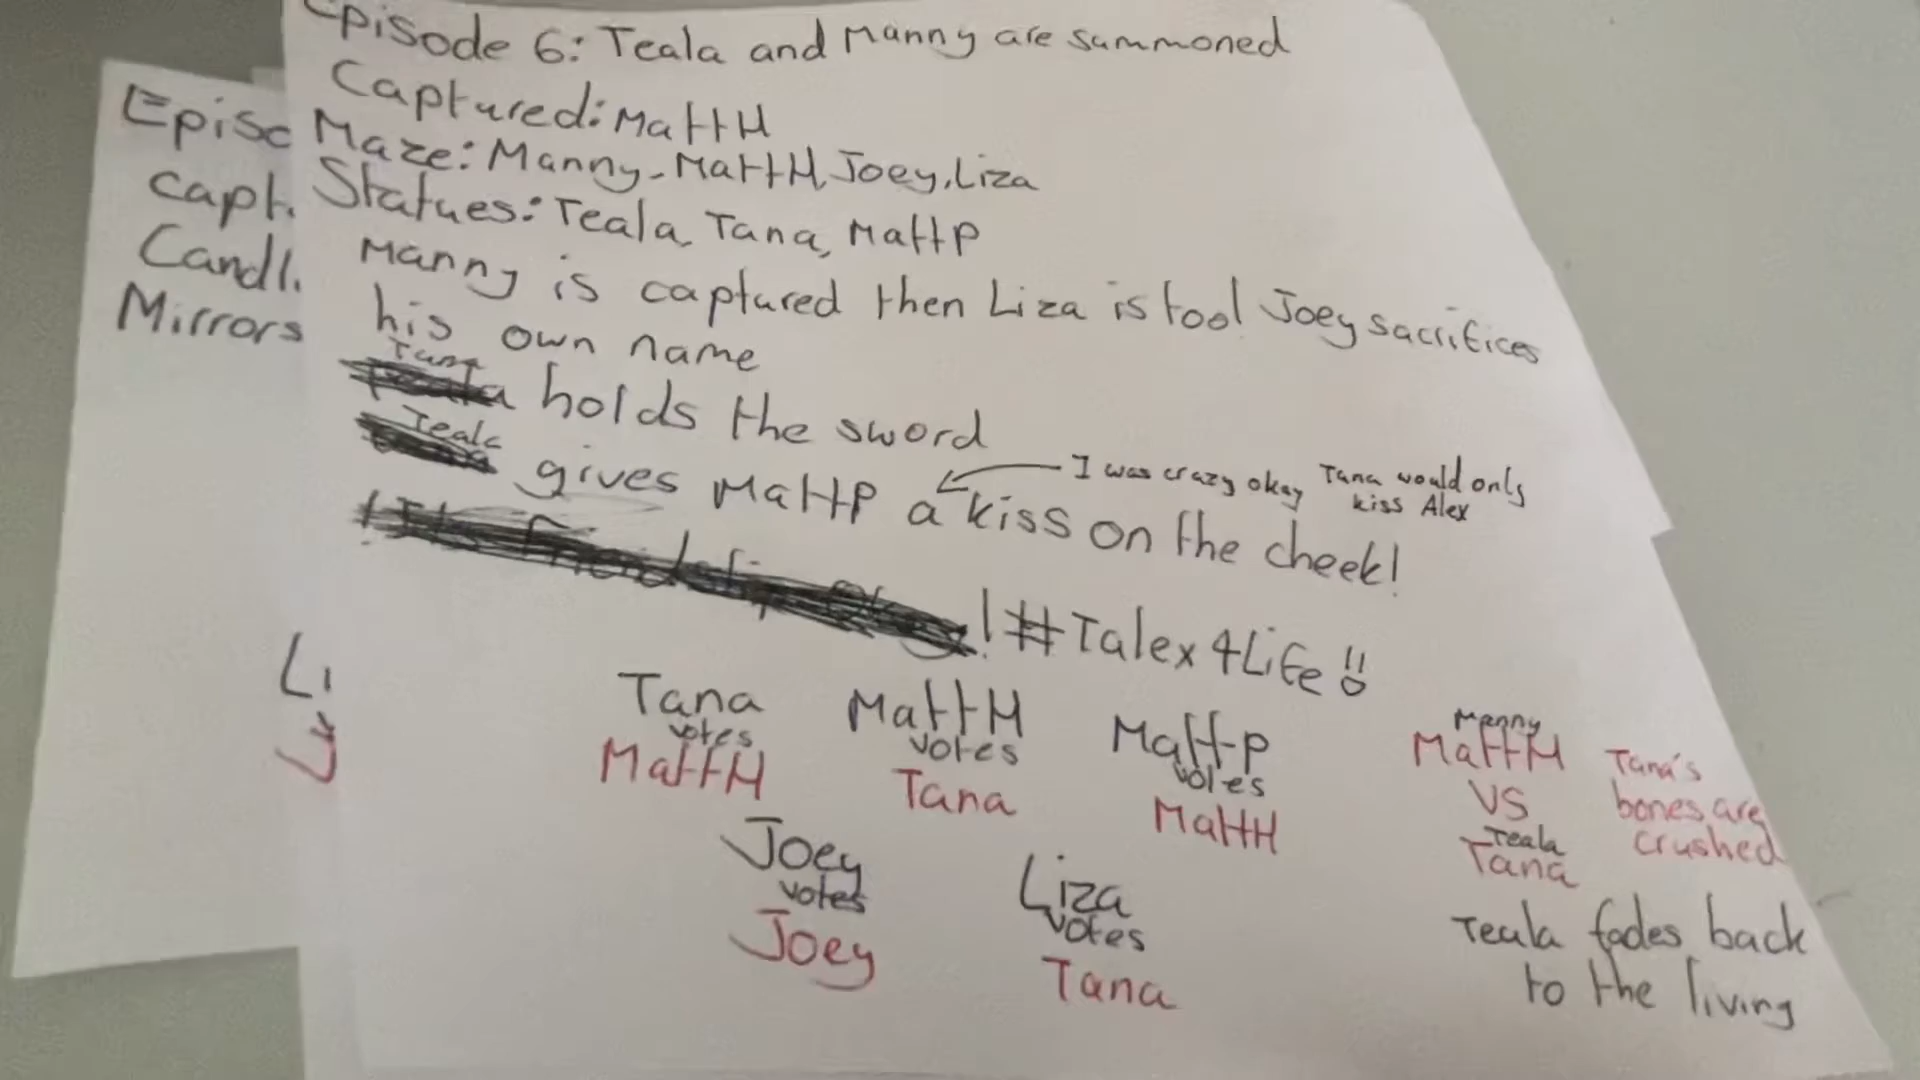 Episode 6: Teala and Manny are summoned
Captured: MattH
Maze: Manny, MattH, Joey, Liza
Statues: Teala, Tana, MattP
Manny is captured then Liza is too! Joey sacrifices
his own name
Tana
holds the sword
Teala
gives MattP a kiss on the cheek!
I was crazy okay Tana would only
kiss Alex
! #Talex4Life!!
Tana
votes
MattH
MattH
votes
Tana
MattP
votes
MattH
Joey
votes
Joey
Liza
votes
Tana
Manny
MattH
VS
Teala
Tana
Tana's
bones are
crushed
Teala fades back
to the living
Episo
capt
Candl
Mirrors
Li